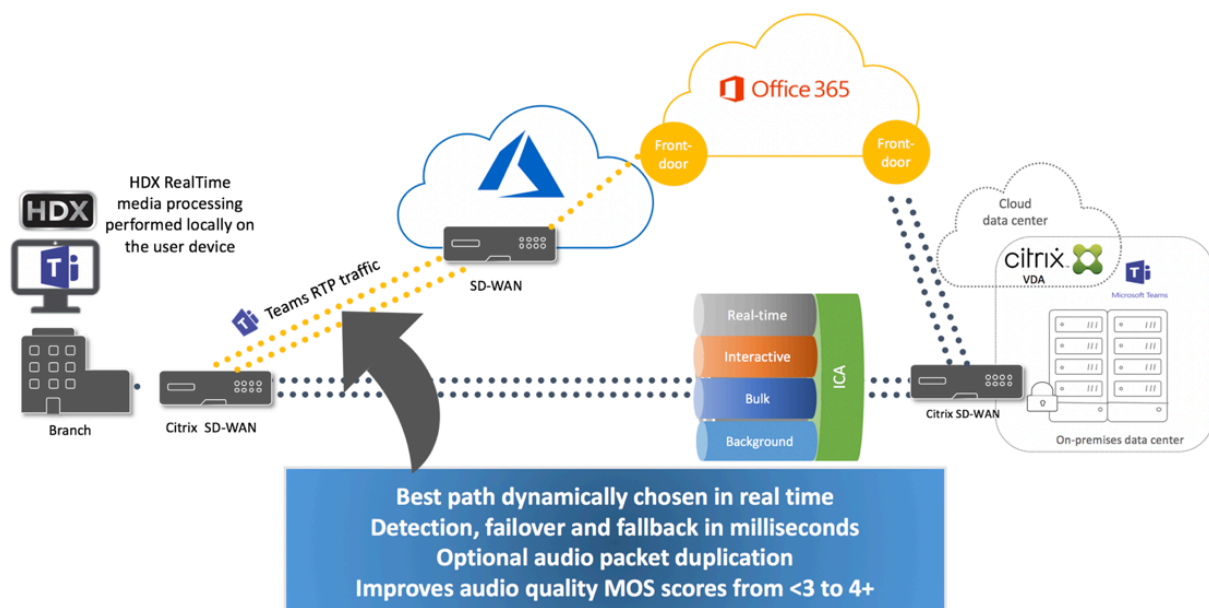 Office 365
Front-
door
Front-
door
HDX
HDX RealTime
media processing
performed locally on
the user device
Cloud
data center
citrix
VDA
Microsoft Teams
T
T
T
SD-WAN
Teams RTP traffic
Real-time
Interactive
Bulk
Background
ICA
Branch
Citrix SD-WAN
Citrix SD-WAN
On-premises data center
Best path dynamically chosen in real time
Detection, failover and fallback in milliseconds
Optional audio packet duplication
Improves audio quality MOS scores from <3 to 4+